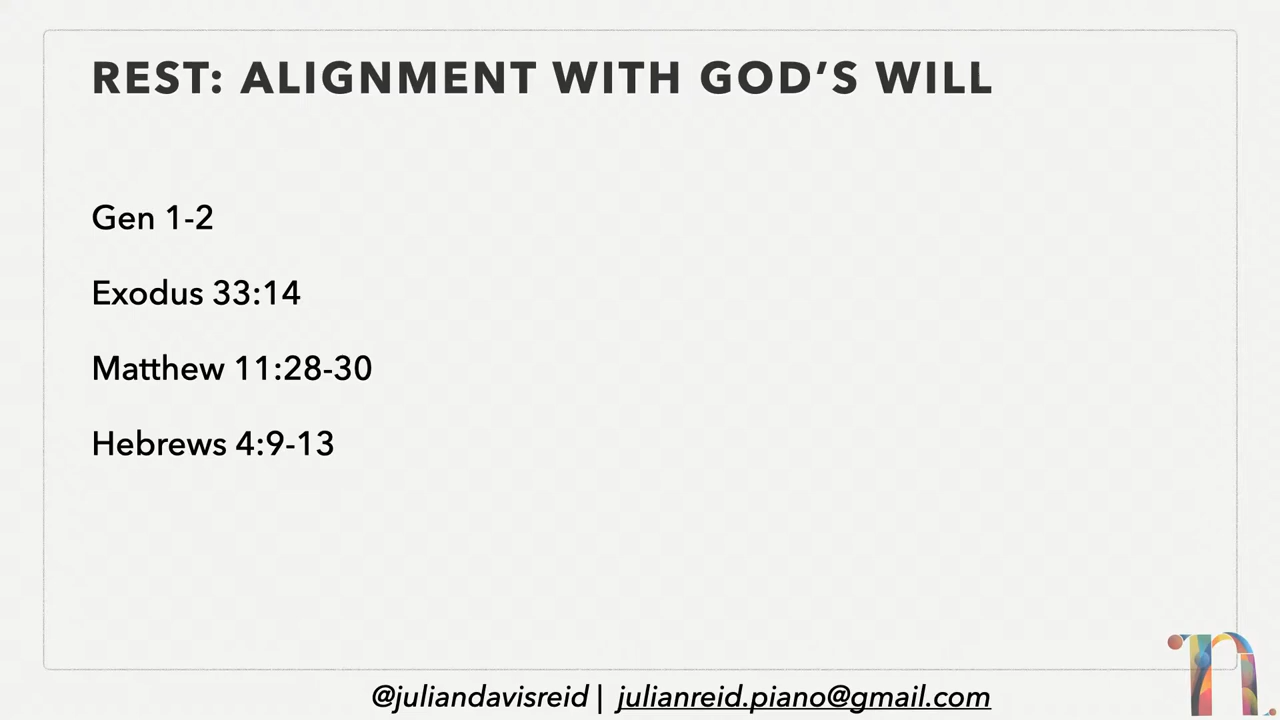 REST: ALIGNMENT WITH GOD’S WILL
Gen 1-2
Exodus 33:14
Matthew 11:28-30
Hebrews 4:9-13
@juliandavisreid | julianreid.piano@gmail.com
n.